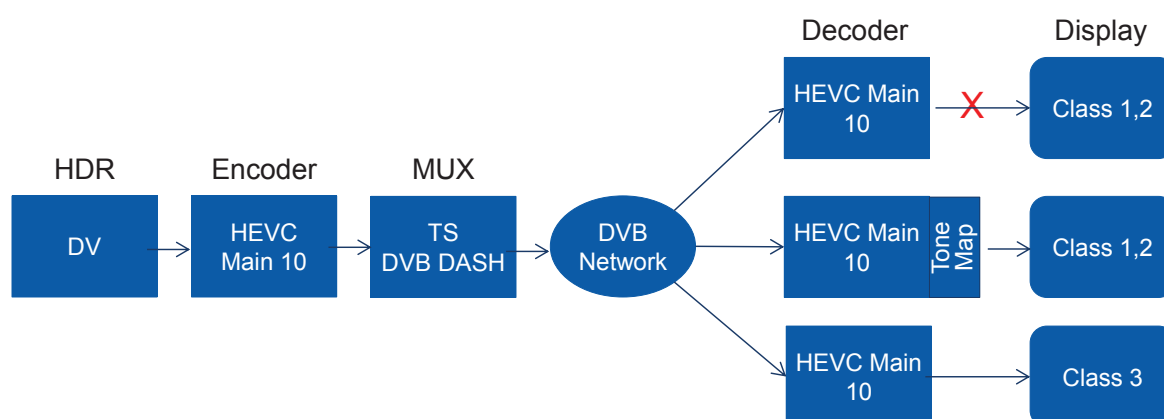 Decoder
Display
HEVC Main
10
X
Class 1,2
HDR
Encoder
MUX
DV
HEVC
Main 10
TS
DVB DASH
DVB
Network
HEVC Main
10
Tone
Map
Class 1,2
HEVC Main
10
Class 3